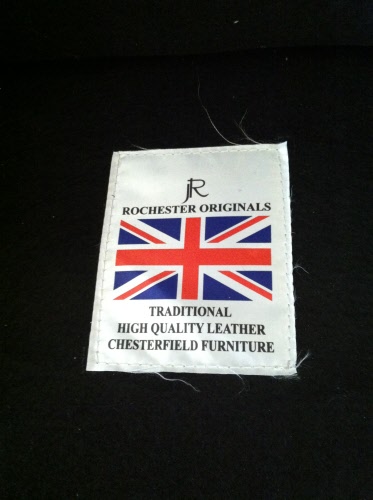 jR
ROCHESTER ORIGINALS
TRADITIONAL
HIGH QUALITY LEATHER
CHESTERFIELD FURNITURE